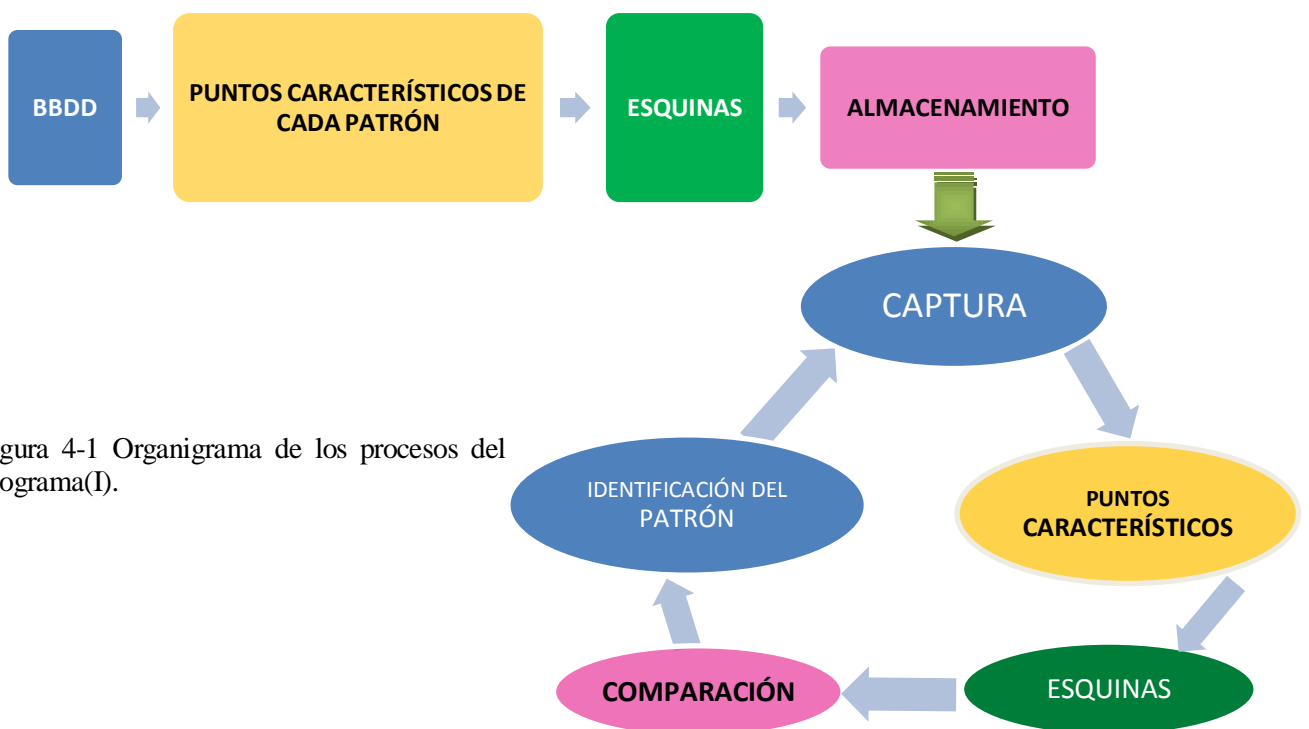 BBDD
PUNTOS CARACTERÍSTICOS DE
CADA PATRÓN
ESQUINAS
ALMACENAMIENTO
CAPTURA
PUNTOS
CARACTERÍSTICOS
ESQUINAS
COMPARACIÓN
IDENTIFICACIÓN DEL
PATRÓN
gura 4-1 Organigrama de los procesos del
ograma(I).